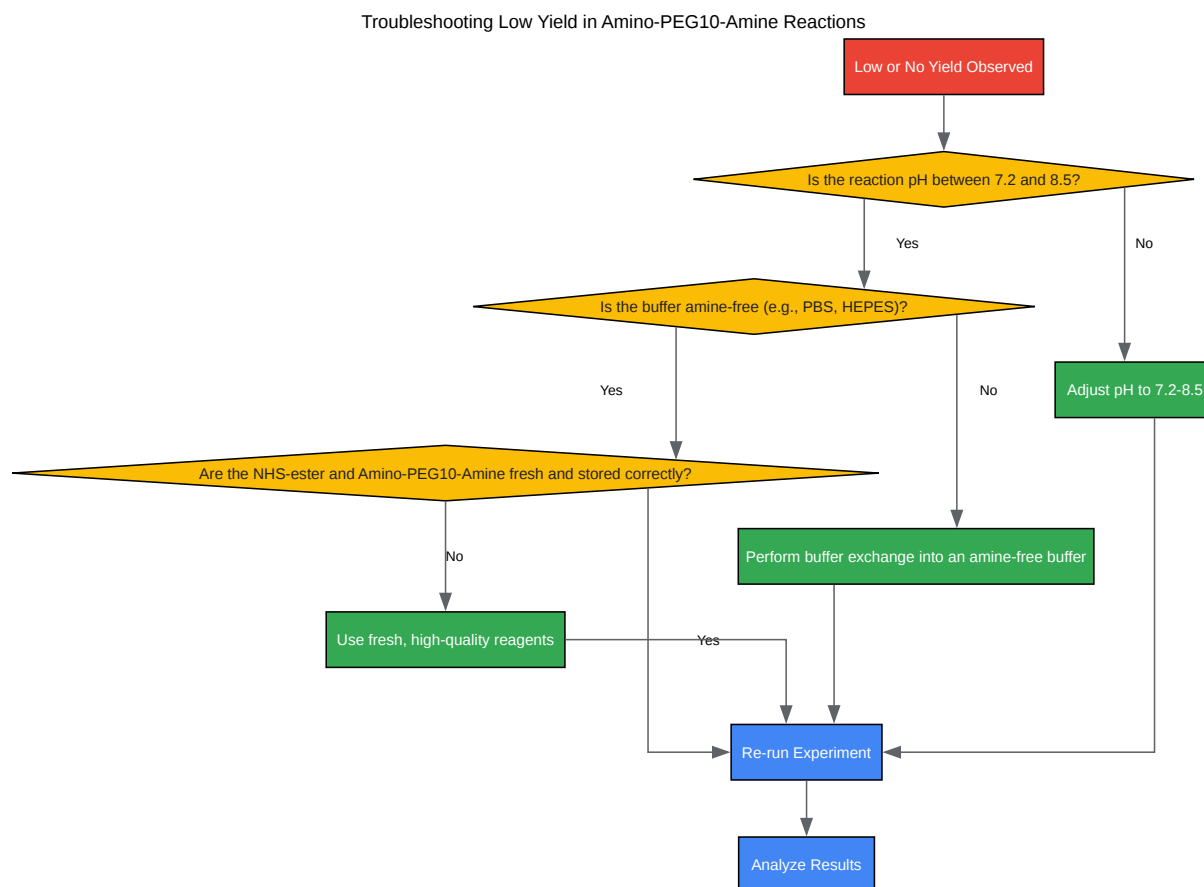 Troubleshooting Low Yield in Amino-PEG10-Amine Reactions
Low or No Yield Observed
Is the reaction pH between 7.2 and 8.5?
Yes
No
Is the buffer amine-free (e.g., PBS, HEPES)?
Adjust pH to 7.2-8.5
Yes
No
Are the NHS-ester and Amino-PEG10-Amine fresh and stored correctly?
No
Perform buffer exchange into an amine-free buffer
Use fresh, high-quality reagents
Yes
Re-run Experiment
Analyze Results